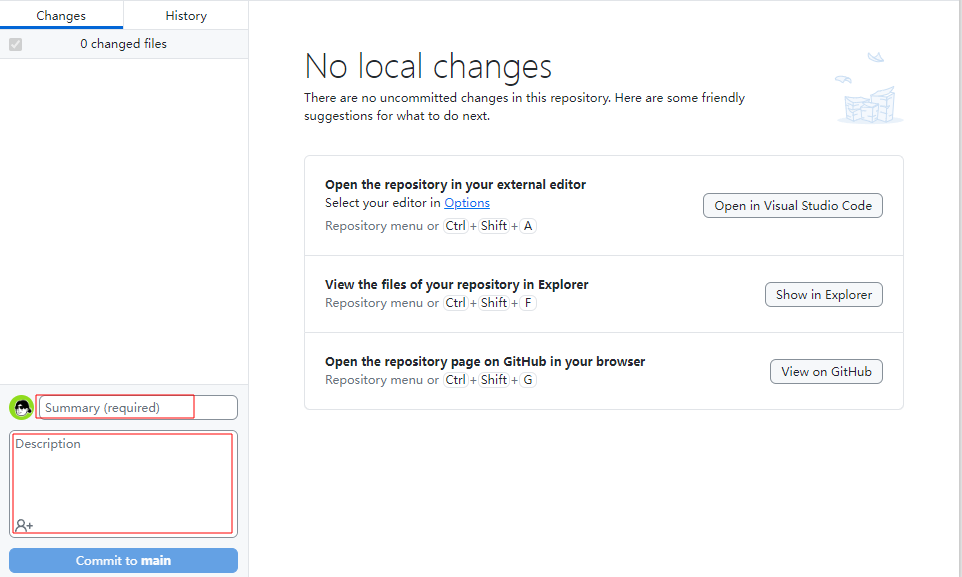 Changes
History
0 changed files
No local changes
There are no uncommitted changes in this repository. Here are some friendly
suggestions for what to do next.
Open the repository in your external editor
Select your editor in Options
Repository menu or Ctrl + Shift + A
Open in Visual Studio Code
View the files of your repository in Explorer
Repository menu or Ctrl + Shift + F
Show in Explorer
Open the repository page on GitHub in your browser
Repository menu or Ctrl + Shift + G
View on GitHub
Summary (required)
Description
Commit to main